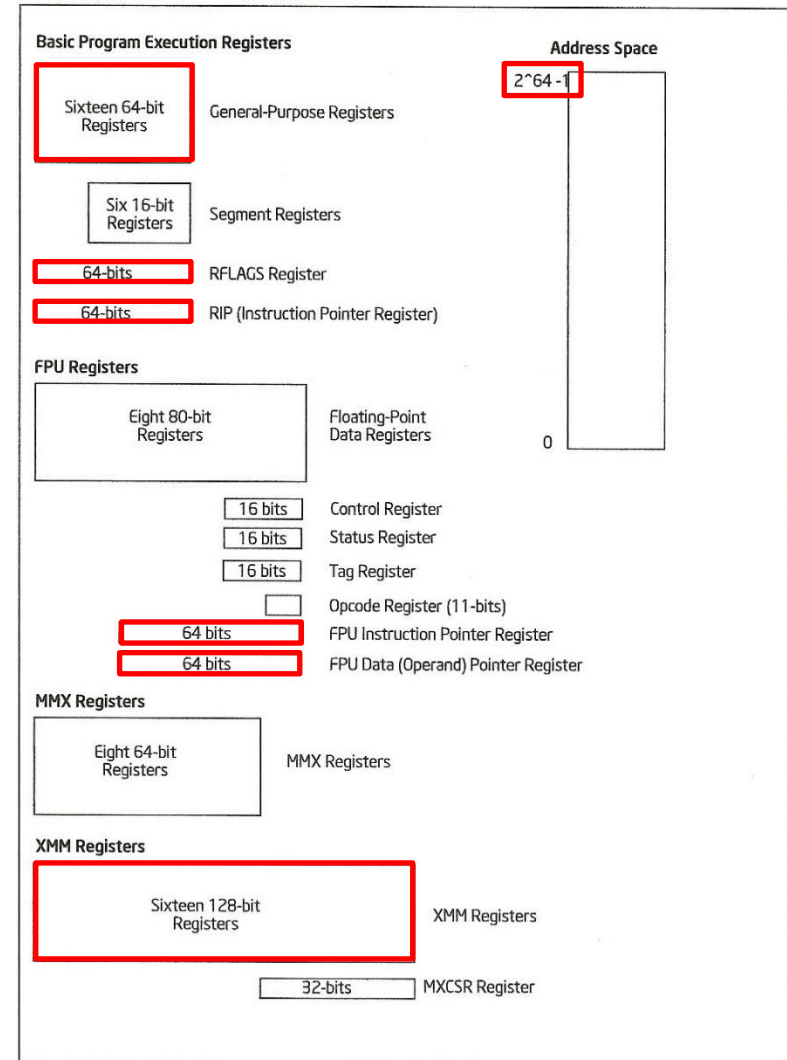 Basic Program Execution Registers
Address Space
2^64 -1
Sixteen 64-bit
Registers
General-Purpose Registers
Six 16-bit
Registers
Segment Registers
64-bits
RFLAGS Register
64-bits
RIP (Instruction Pointer Register)
FPU Registers
Eight 80-bit
Registers
Floating-Point
Data Registers
0
16 bits
Control Register
16 bits
Status Register
16 bits
Tag Register
Opcode Register (11-bits)
64 bits
FPU Instruction Pointer Register
64 bits
FPU Data (Operand) Pointer Register
MMX Registers
Eight 64-bit
Registers
MMX Registers
XMM Registers
Sixteen 128-bit
Registers
XMM Registers
32-bits
MXCSR Register